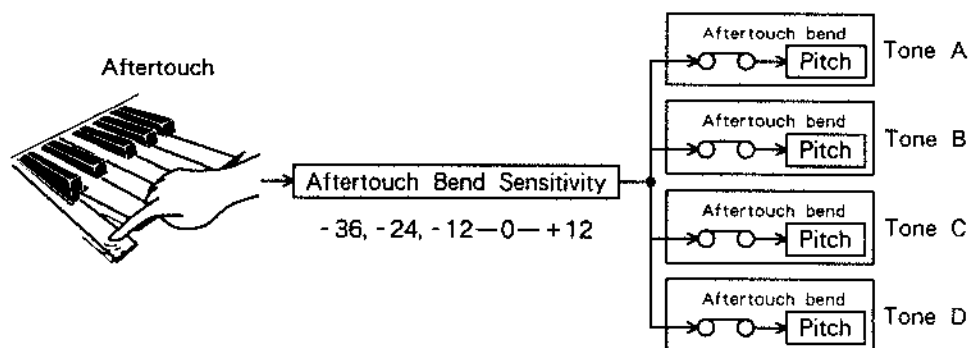 Aftertouch
Aftertouch Bend Sensitivity
-36, -24, -12—0—+12
Aftertouch bend
Pitch
Tone A
Aftertouch bend
Pitch
Tone B
Aftertouch bend
Pitch
Tone C
Aftertouch bend
Pitch
Tone D